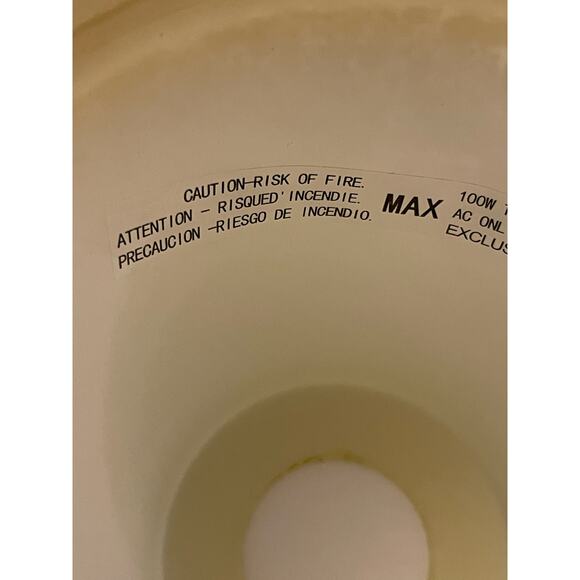 CAUTION-RISK OF FIRE.
ATTENTION - RISQUED'INCENDIE.
PRECAUCION -RIESGO DE INCENDIO.
MAX
100W
AC